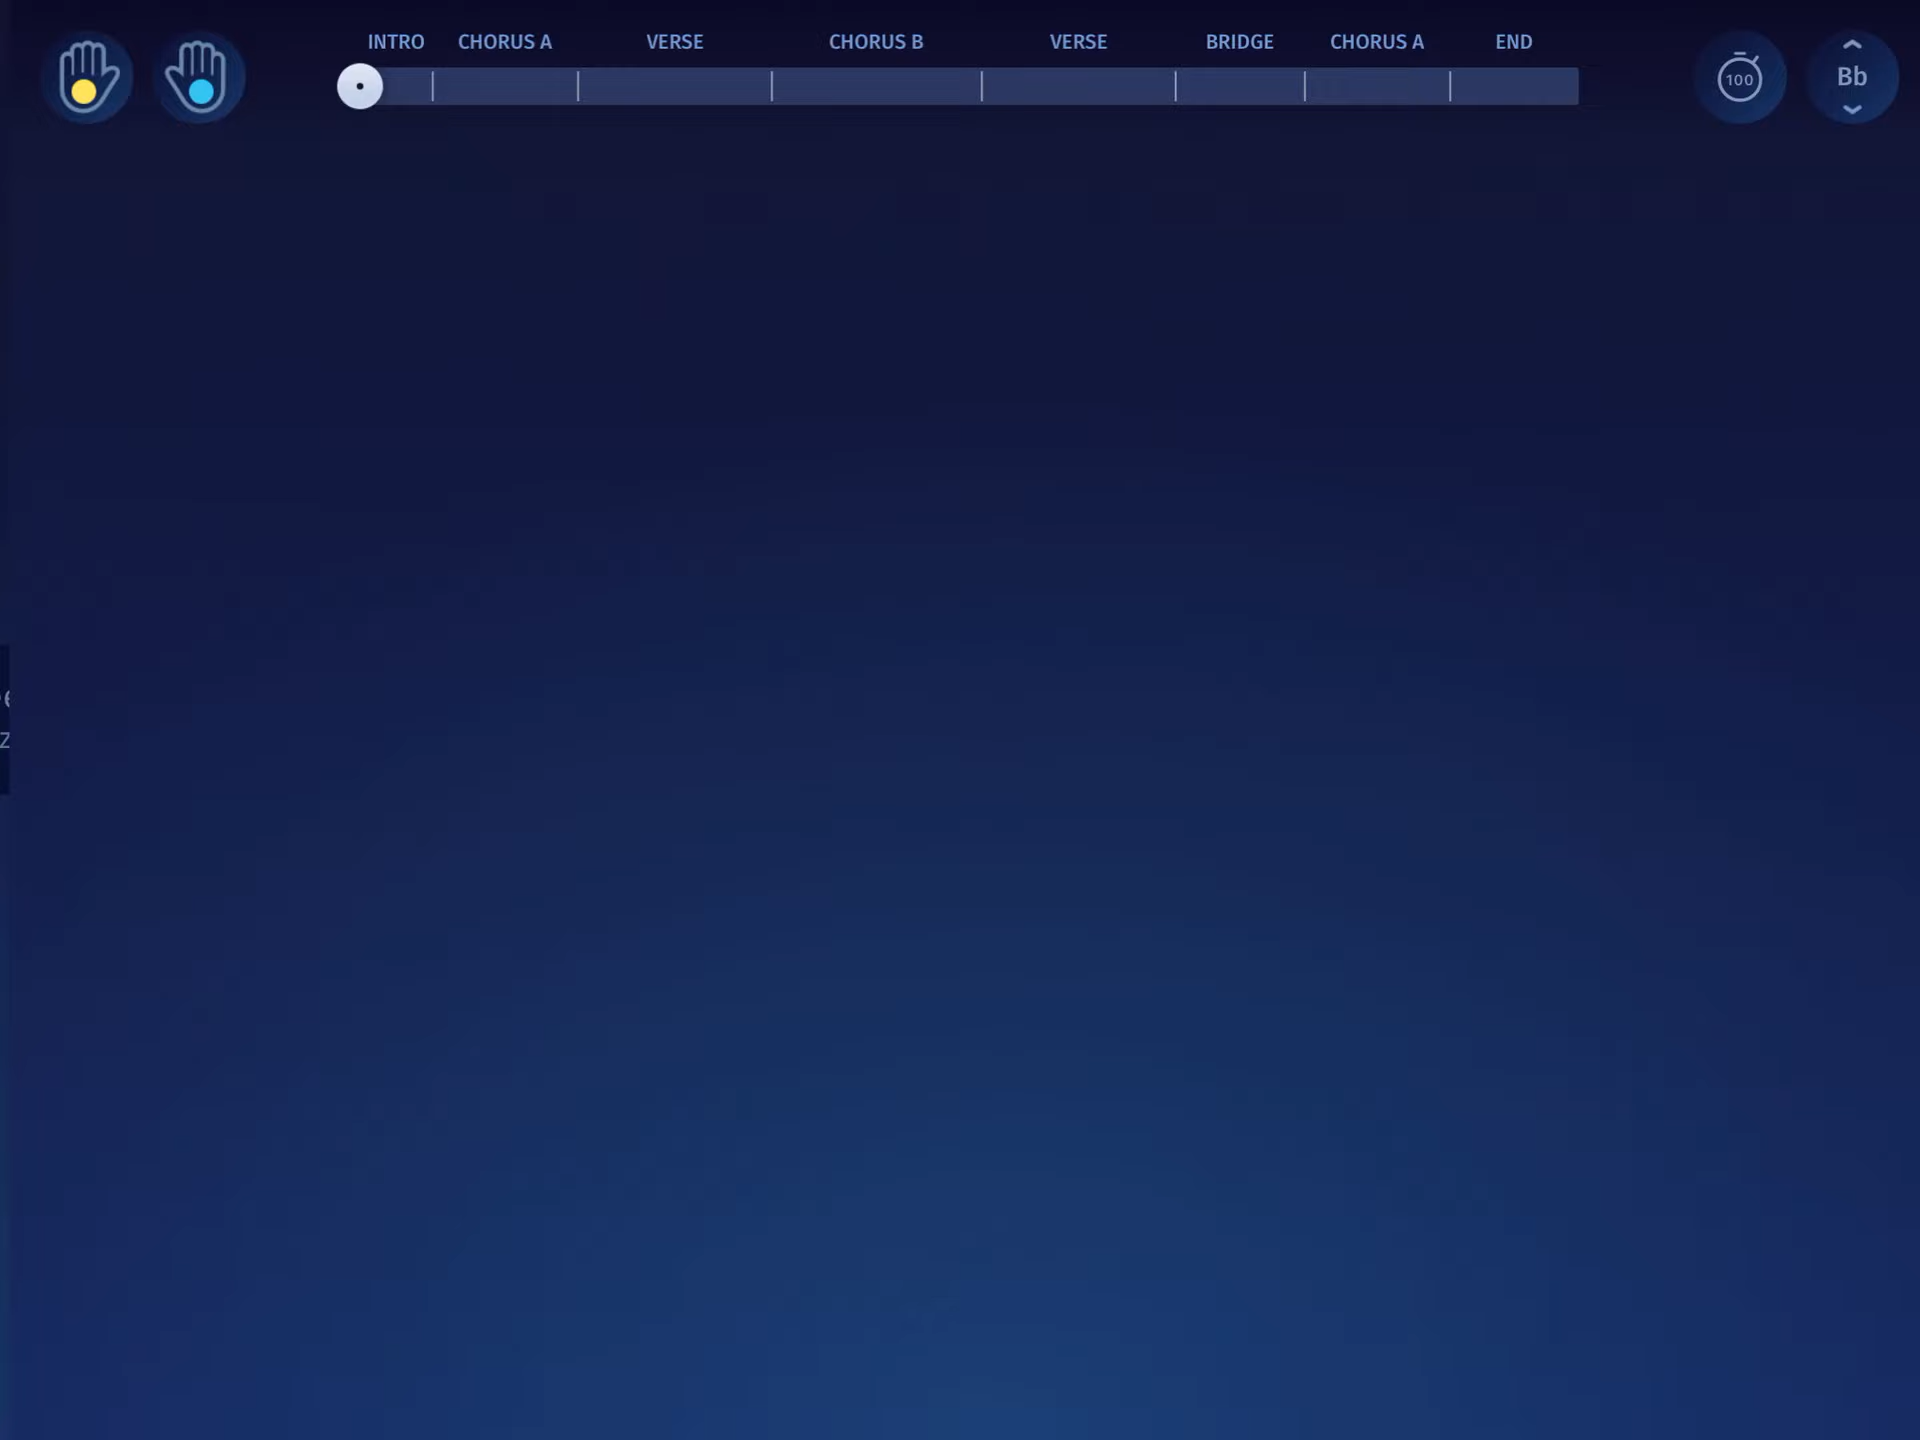 INTRO CHORUS A VERSE CHORUS B VERSE BRIDGE CHORUS A END
100
Bb